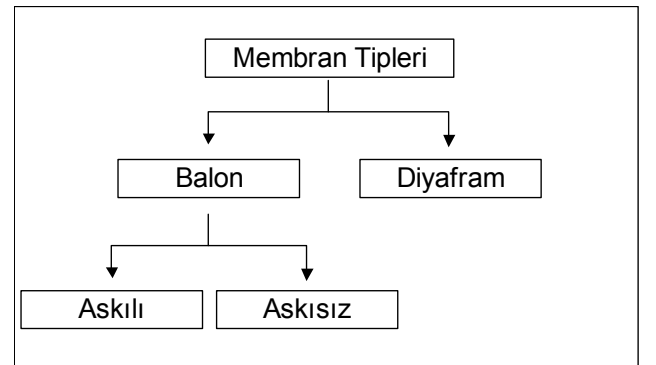 Membran Tipleri
Balon
Diyafram
Askılı
Askısız